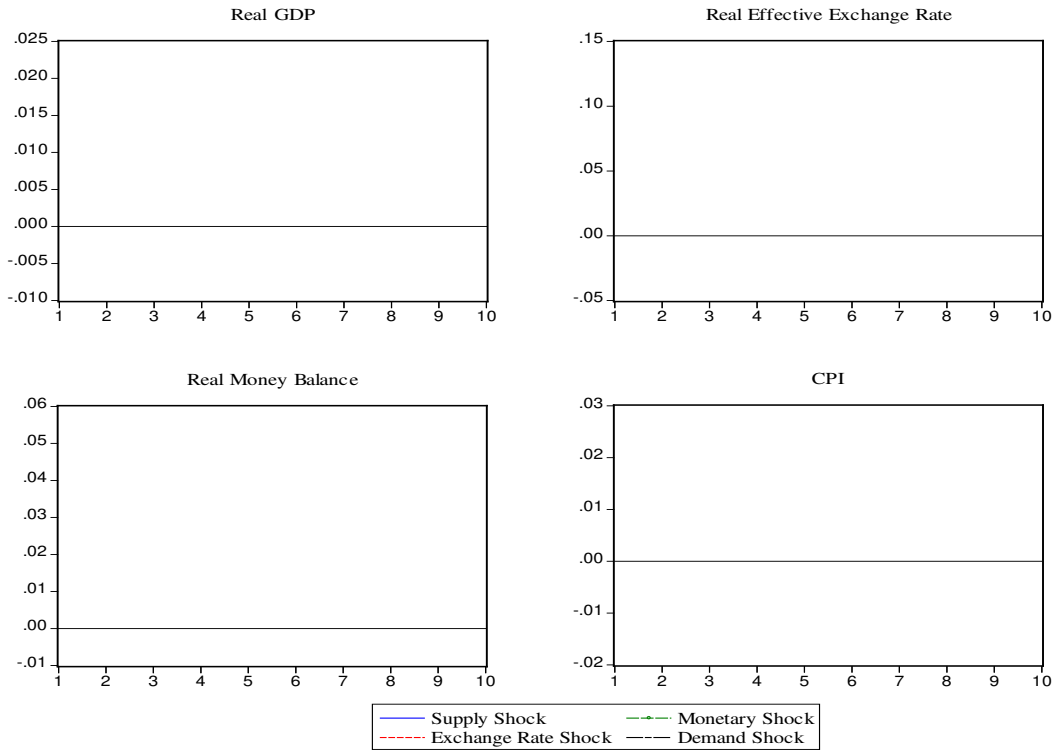 Real GDP
.025
.020
.015
.010
.005
.000
-.005
-.010
1 2 3 4 5 6 7 8 9 10
Real Effective Exchange Rate
.15
.10
.05
.00
-.05
1 2 3 4 5 6 7 8 9 10
Real Money Balance
.06
.05
.04
.03
.02
.01
.00
-.01
1 2 3 4 5 6 7 8 9 10
CPI
.03
.02
.01
.00
-.01
-.02
1 2 3 4 5 6 7 8 9 10
Supply Shock
Exchange Rate Shock
Monetary Shock
Demand Shock